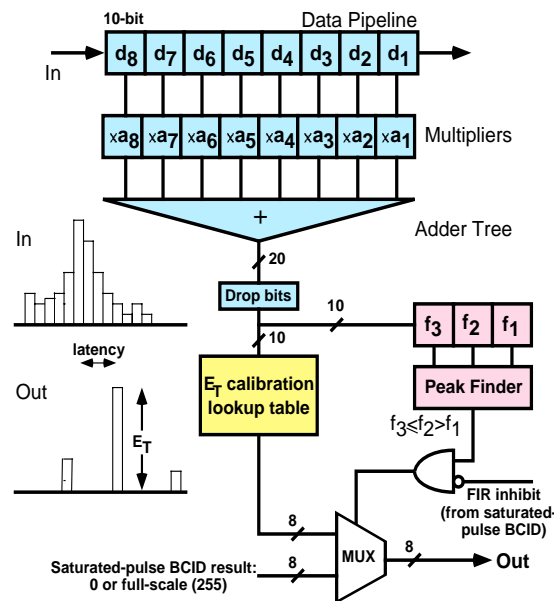 10-bit
Data Pipeline
In
d8 d7 d6 d5 d4 d3 d2 d1
xa8 xa7 xa6 xa5 xa4 xa3 xa2 xa1
Multipliers
+
Adder Tree
In
20
Drop bits
10
10
f3 f2 f1
latency
ET calibration
lookup table
Peak Finder
Out
ET
f3≤f2>f1
FIR inhibit
(from saturated-
pulse BCID)
8
MUX
8
Out
Saturated-pulse BCID result:
0 or full-scale (255)
8